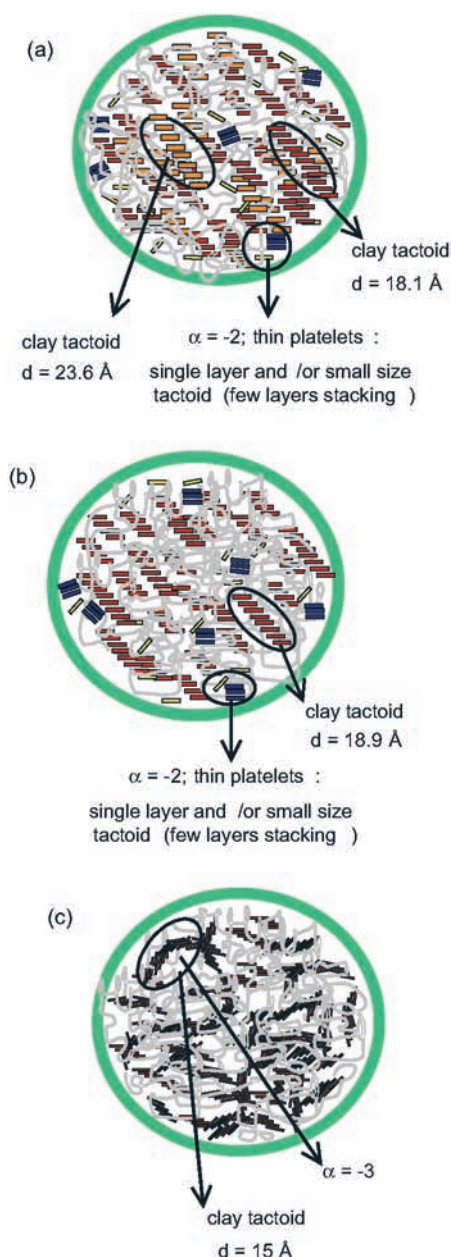 (a)
clay tactoid
d = 18.1 Å
clay tactoid
d = 23.6 Å
α = -2; thin platelets :
single layer and /or small size
tactoid (few layers stacking )
(b)
clay tactoid
d = 18.9 Å
α = -2; thin platelets :
single layer and /or small size
tactoid (few layers stacking )
(c)
α = -3
clay tactoid
d = 15 Å